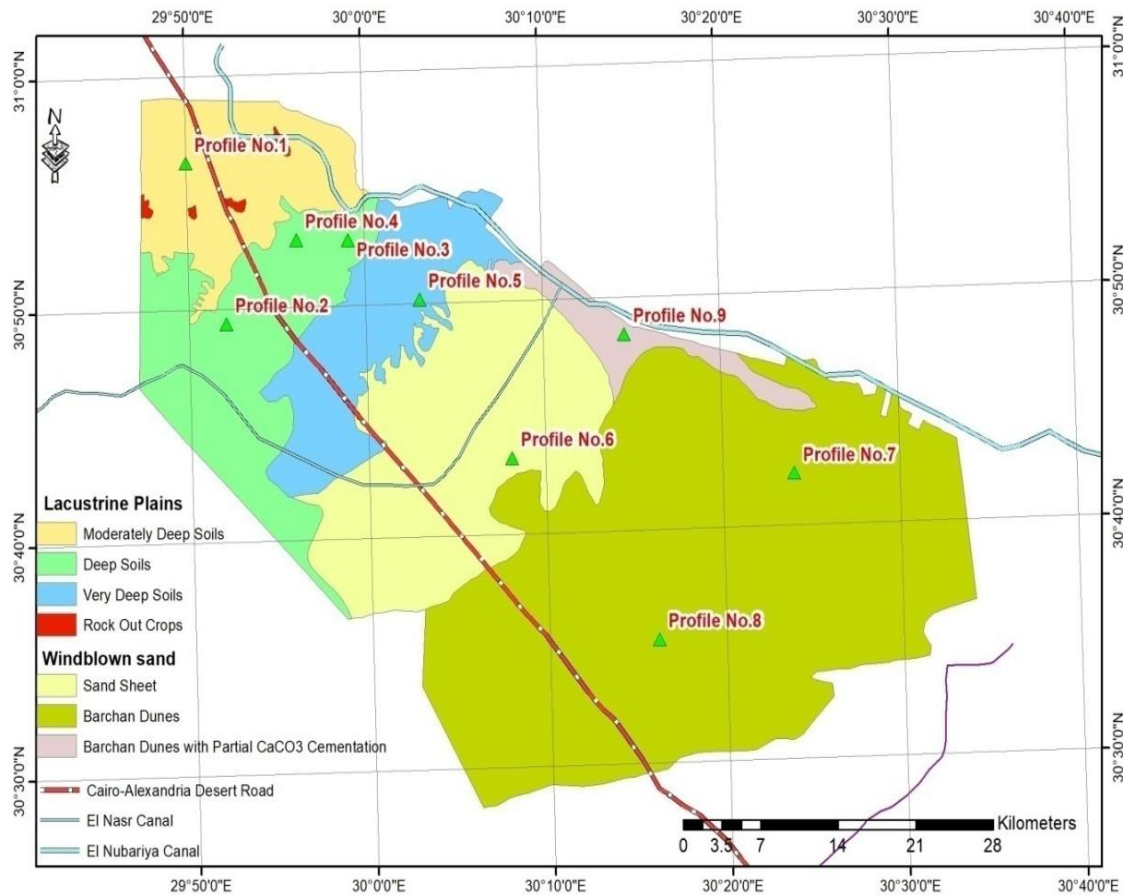 29°50'0"E 30°0'0"E 30°10'0"E 30°20'0"E 30°30'0"E 30°40'0"E
31°0'0"N
31°0'0"N
N
Profile No.1
Profile No.4
Profile No.3
Profile No.5
Profile No.2
Profile No.9
30°50'0"N
30°50'0"N
Profile No.6
Profile No.7
Lacustrine Plains
Moderately Deep Soils
Deep Soils
Very Deep Soils
Rock Out Crops
30°40'0"N
30°40'0"N
Profile No.8
Windblown sand
Sand Sheet
Barchan Dunes
Barchan Dunes with Partial CaCO3 Cementation
Cairo-Alexandria Desert Road
El Nasr Canal
El Nubariya Canal
30°30'0"N
30°30'0"N
Kilometers
0 3.5 7 14 21 28
29°50'0"E 30°0'0"E 30°10'0"E 30°20'0"E 30°30'0"E 30°40'0"E